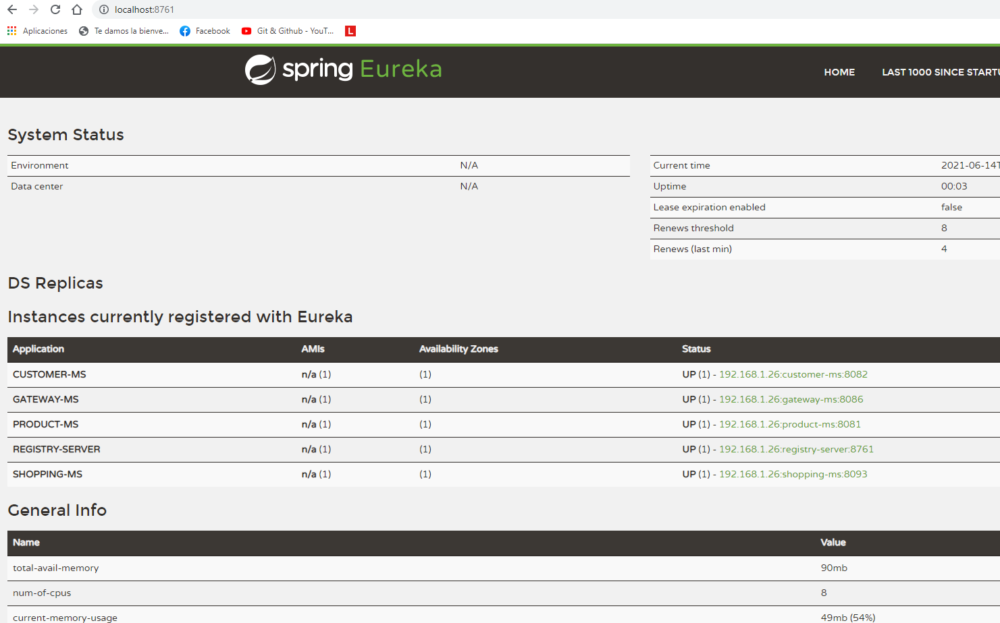 localhost:8761
Aplicaciones Te damos la bienve... Facebook Git & Github - YouT... L
spring Eureka HOME LAST 1000 SINCE STARTU
System Status
Environment N/A Current time 2021-06-14T
Data center N/A Uptime 00:03
Lease expiration enabled false
Renews threshold 8
Renews (last min) 4
DS Replicas
Instances currently registered with Eureka
Application AMIs Availability Zones Status
CUSTOMER-MS n/a (1) (1) UP (1) - 192.168.1.26:customer-ms:8082
GATEWAY-MS n/a (1) (1) UP (1) - 192.168.1.26:gateway-ms:8086
PRODUCT-MS n/a (1) (1) UP (1) - 192.168.1.26:product-ms:8081
REGISTRY-SERVER n/a (1) (1) UP (1) - 192.168.1.26:registry-server:8761
SHOPPING-MS n/a (1) (1) UP (1) - 192.168.1.26:shopping-ms:8093
General Info
Name Value
total-avail-memory 90mb
num-of-cpus 8
current-memory-usage 49mb (54%)